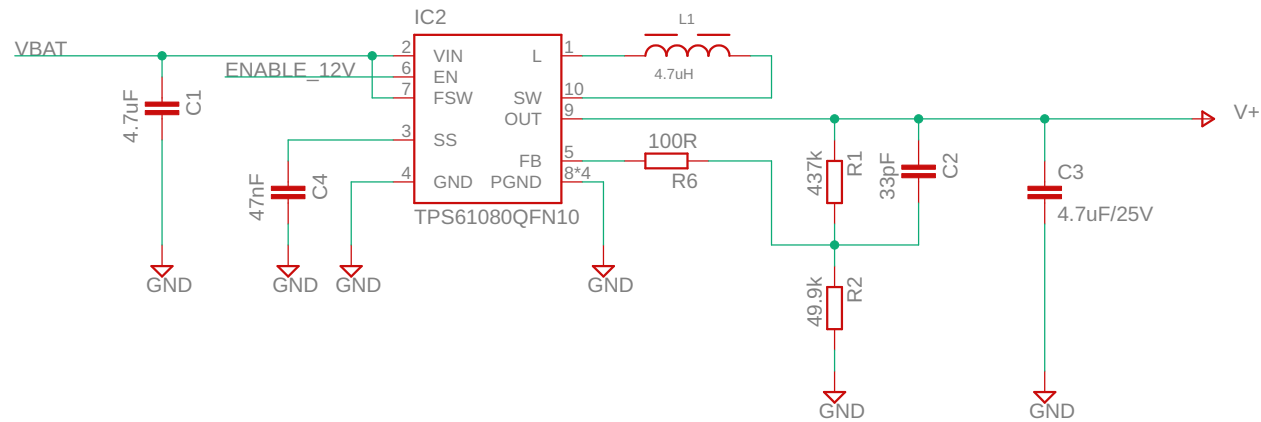 IC2
L1
VBAT
2
VIN
L
1
4.7uH
ENABLE_12V
6
EN
7
FSW
SW
10
OUT
9
V+
4.7uF
C1
3
SS
100R
FB
5
R6
437k
R1
33pF
C2
C3
4.7uF/25V
47nF
C4
4
GND
PGND
8*4
TPS61080QFN10
GND
GND
GND
GND
49.9k
R2
GND
GND